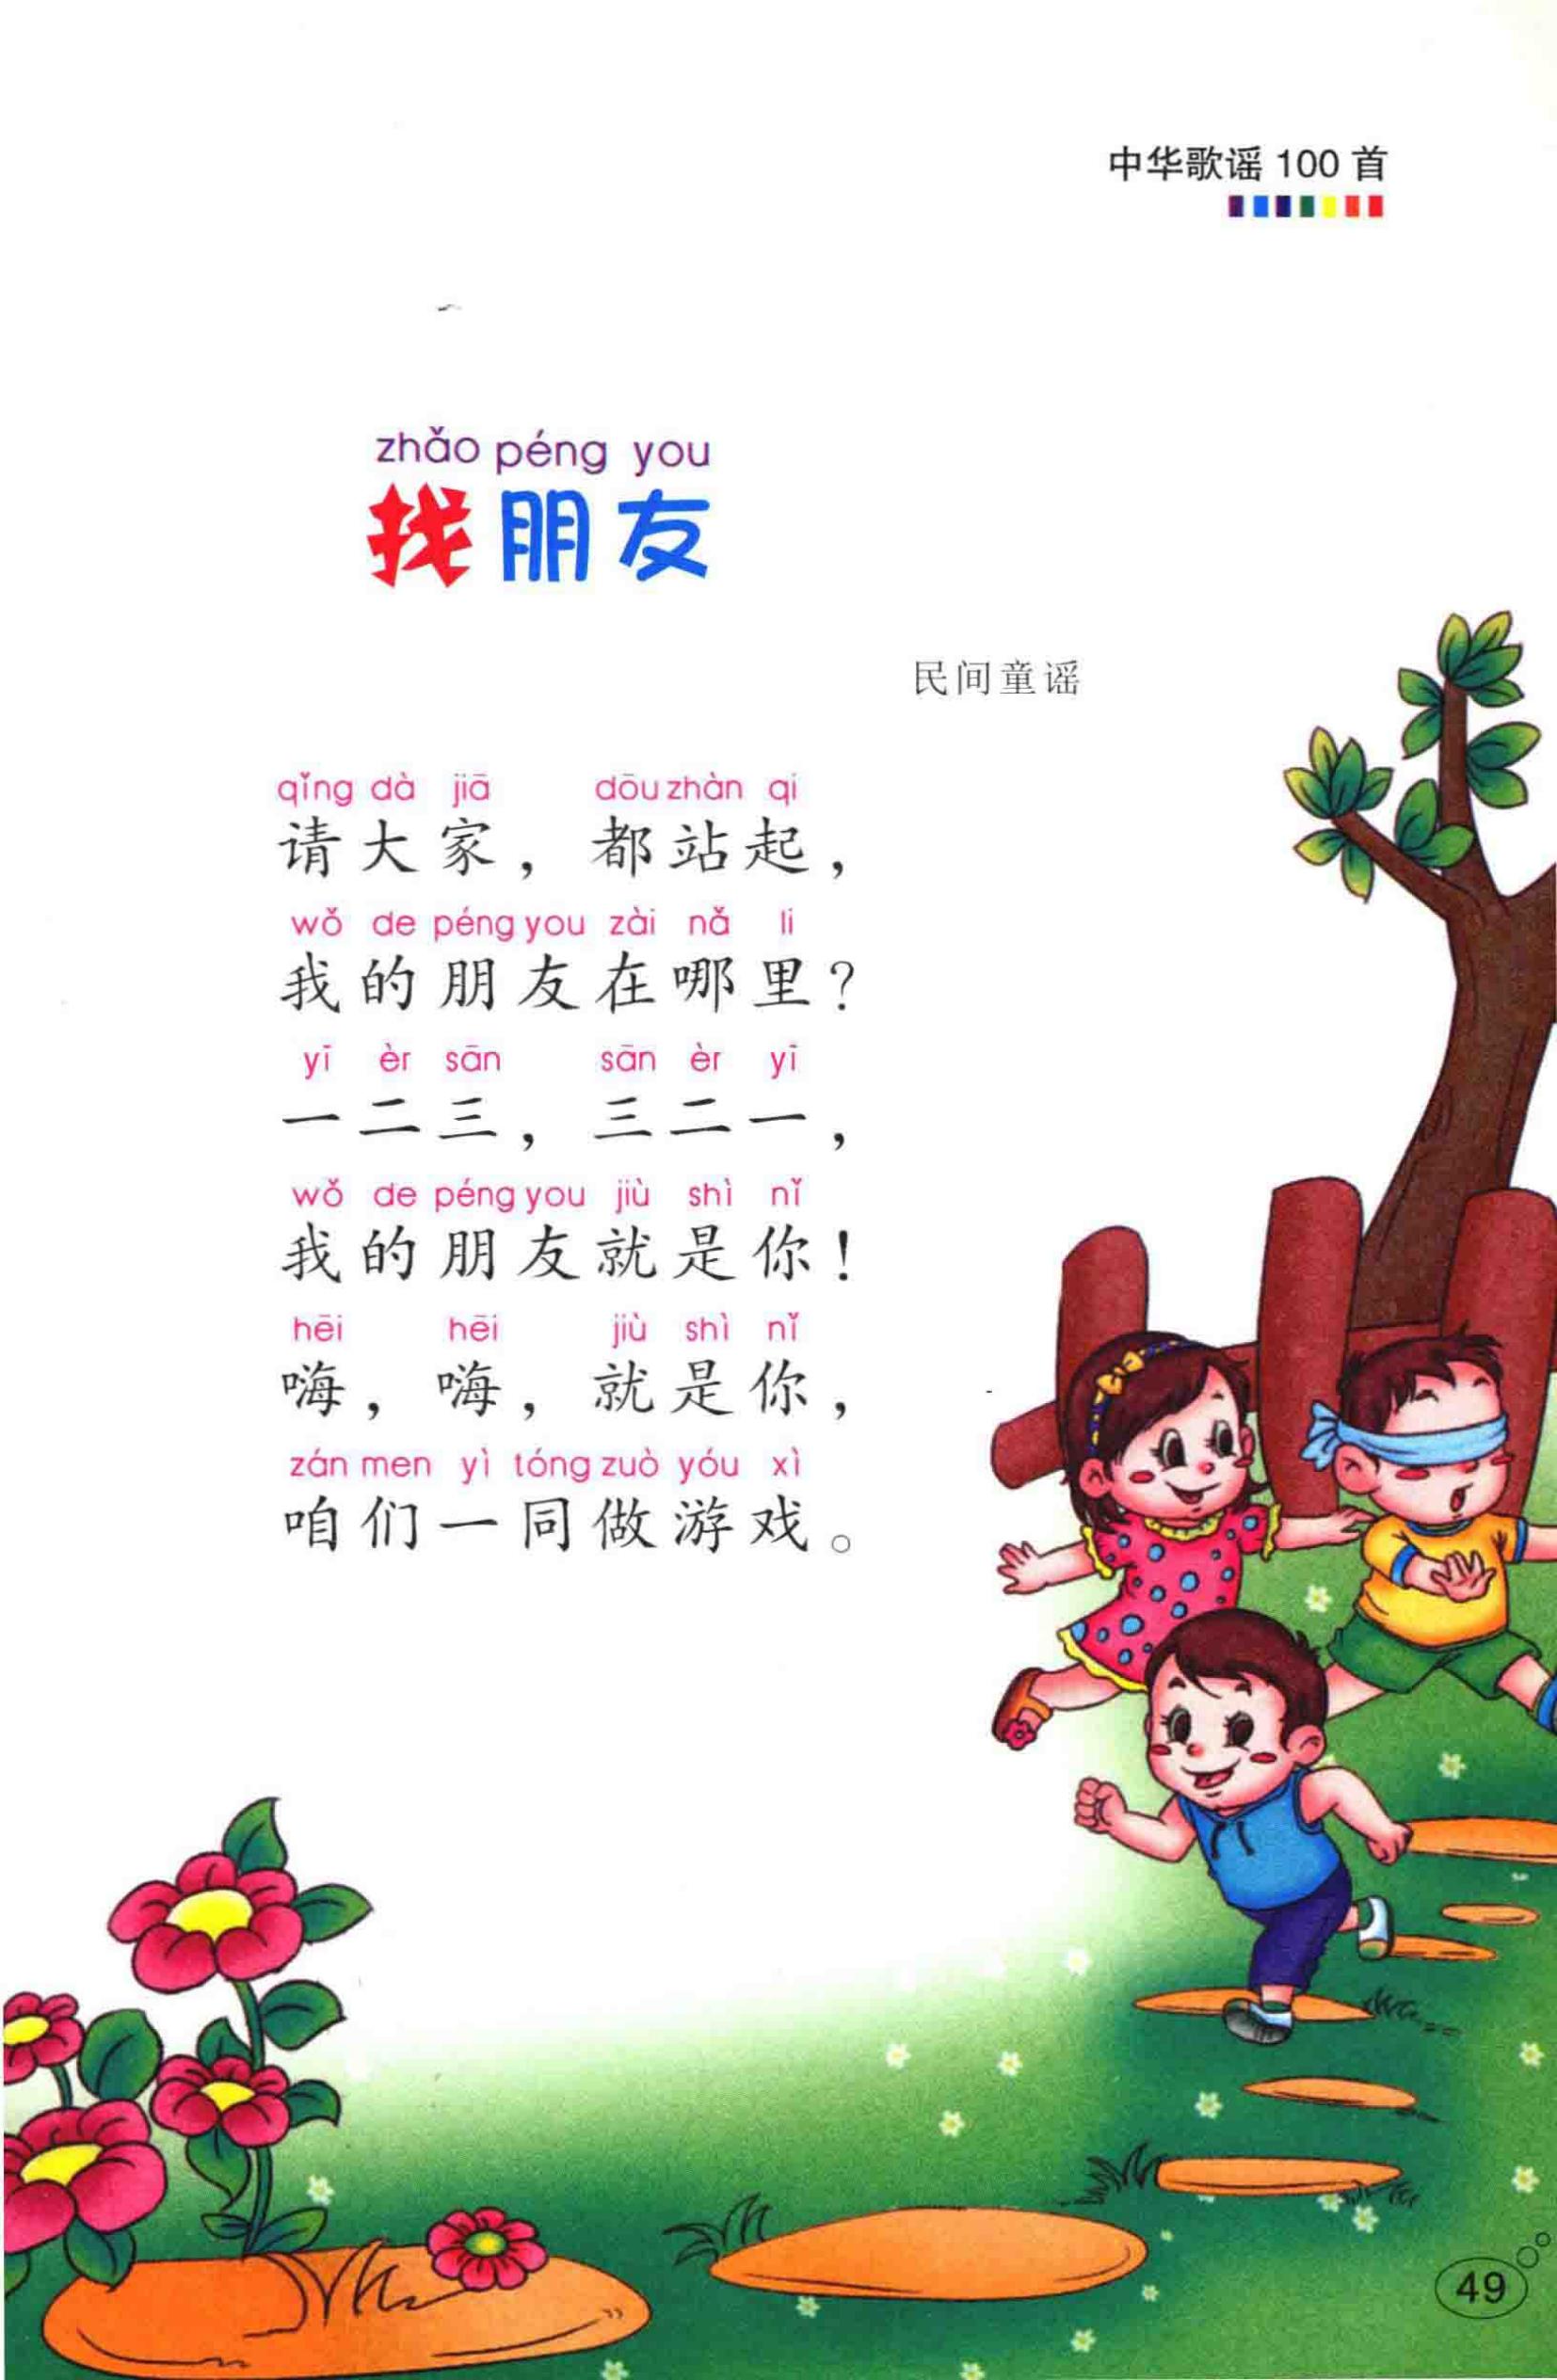 中华歌谣 100 首
zhǎo péng you
找朋友
民间童谣
qǐng dà jiā dōu zhàn qi
请大家，都站起，
wǒ de péng you zài nǎ li
我的朋友在哪里？
yī èr sān sān èr yī
一二三，三二一，
wǒ de péng you jiù shì nǐ
我的朋友就是你！
hēi hēi jiù shì nǐ
嗨，嗨，就是你，
zán men yì tóng zuò yóu xì
咱们一同做游戏。
49